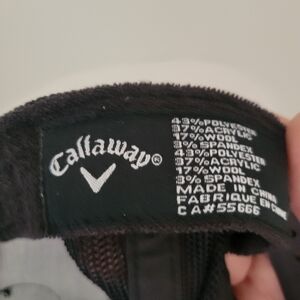 Callaway®
43% POLYESTER
37% ACRYLIC
17% WOOL
3% SPANDEX
43% POLYESTER
37% ACRYLIC
17% WOOL
3% SPANDEX
MADE IN CHINA
FABRIQUE EN CHINE
CA#55666